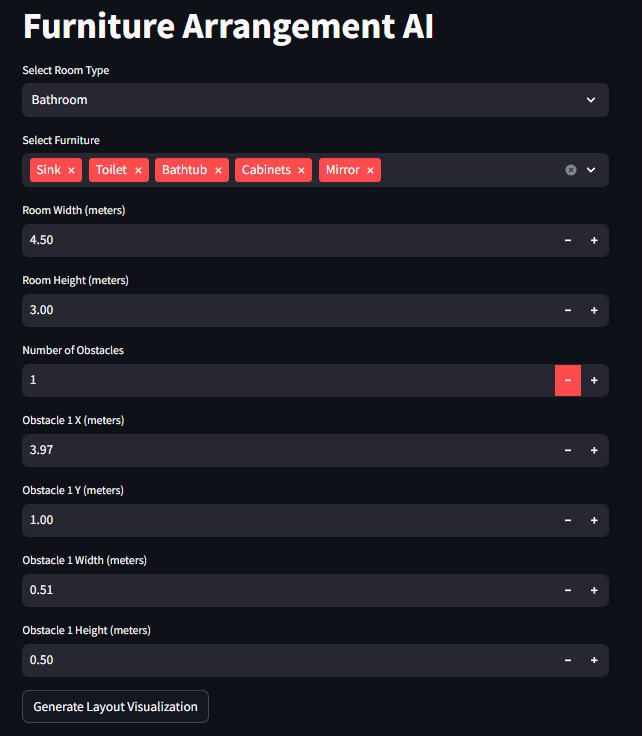 Furniture Arrangement AI
Select Room Type
Bathroom
Select Furniture
Sink × Toilet × Bathtub × Cabinets × Mirror ×
Room Width (meters)
4.50 − +
Room Height (meters)
3.00 − +
Number of Obstacles
1 − +
Obstacle 1 X (meters)
3.97 − +
Obstacle 1 Y (meters)
1.00 − +
Obstacle 1 Width (meters)
0.51 − +
Obstacle 1 Height (meters)
0.50 − +
Generate Layout Visualization